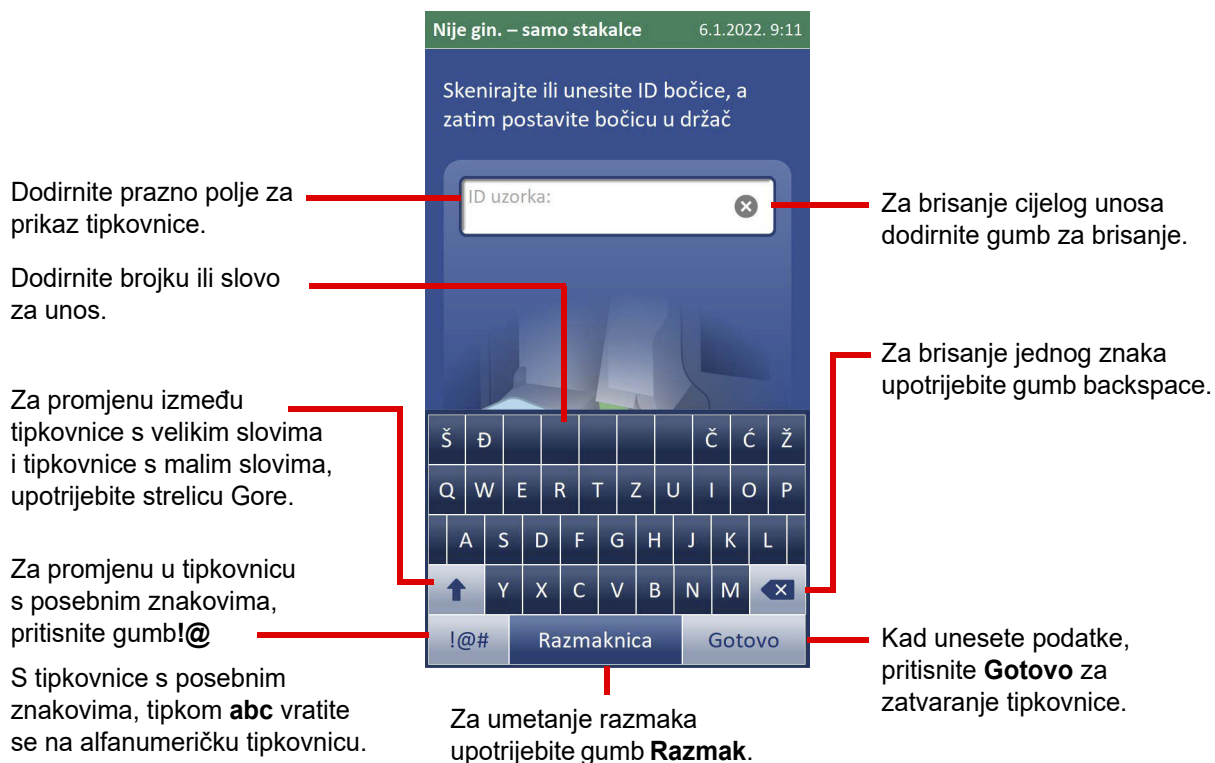 Nije gin. – samo stakalce 6.1.2022. 9:11
Skenirajte ili unesite ID bočice, a
zatim postavite bočicu u držač
ID uzorka:
Dodirnite prazno polje za
prikaz tipkovnice.
Za brisanje cijelog unosa
dodirnite gumb za brisanje.
Dodirnite brojku ili slovo
za unos.
Za brisanje jednog znaka
upotrijebite gumb backspace.
Za promjenu između
tipkovnice s velikim slovima
i tipkovnice s malim slovima,
upotrijebite strelicu Gore.
Š Đ Č Ć Ž
Q W E R T Z U I O P
A S D F G H J K L
Y X C V B N M
!@# Razmaknica Gotovo
Za promjenu u tipkovnicu
s posebnim znakovima,
pritisnite gumb!@
S tipkovnice s posebnim
znakovima, tipkom abc vratite
se na alfanumeričku tipkovnicu.
Za umetanje razmaka
upotrijebite gumb Razmak.
Kad unesete podatke,
pritisnite Gotovo za
zatvaranje tipkovnice.